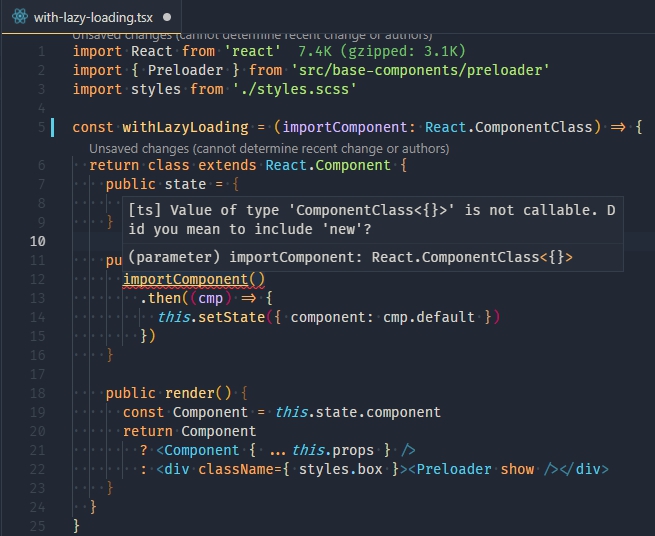 with-lazy-loading.tsx
Unsaved changes (cannot determine recent change or authors)
1 import React from 'react' 7.4K (gzipped: 3.1K)
2 import { Preloader } from 'src/base-components/preloader'
3 import styles from './styles.scss'
4
5 const withLazyLoading = (importComponent: React.ComponentClass) => {
Unsaved changes (cannot determine recent change or authors)
6 return class extends React.Component {
7 public state = {
8
[ts] Value of type 'ComponentClass<{}>' is not callable. D
9 }
id you mean to include 'new'?
10
(parameter) importComponent: React.ComponentClass<{}>
11 pu
12 importComponent()
13 .then((cmp) => {
14 this.setState({ component: cmp.default })
15 })
16 }
17
18 public render() {
19 const Component = this.state.component
20 return Component
21 ? <Component { ...this.props } />
22 : <div className={ styles.box }><Preloader show /></div>
23 }
24 }
25 }